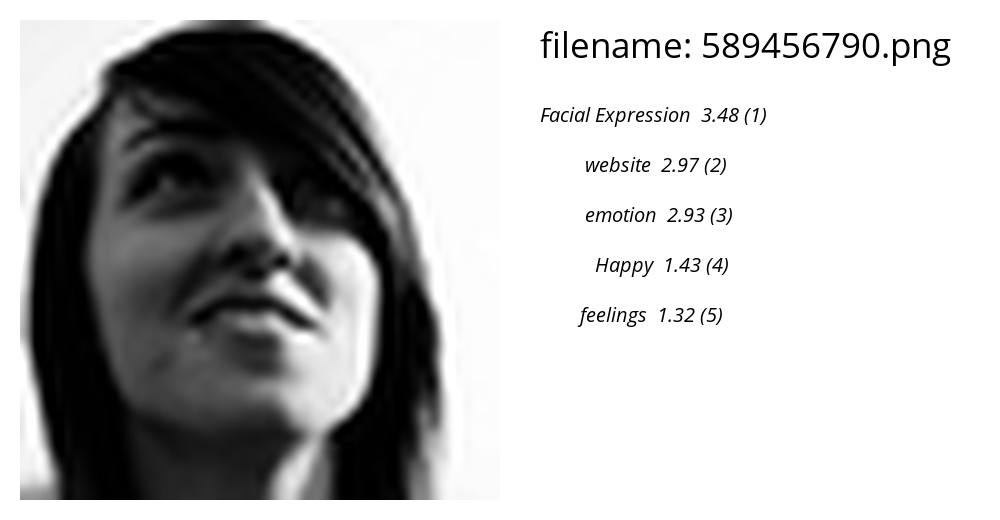 filename: 589456790.png
Facial Expression 3.48 (1)
website 2.97 (2)
emotion 2.93 (3)
Happy 1.43 (4)
feelings 1.32 (5)